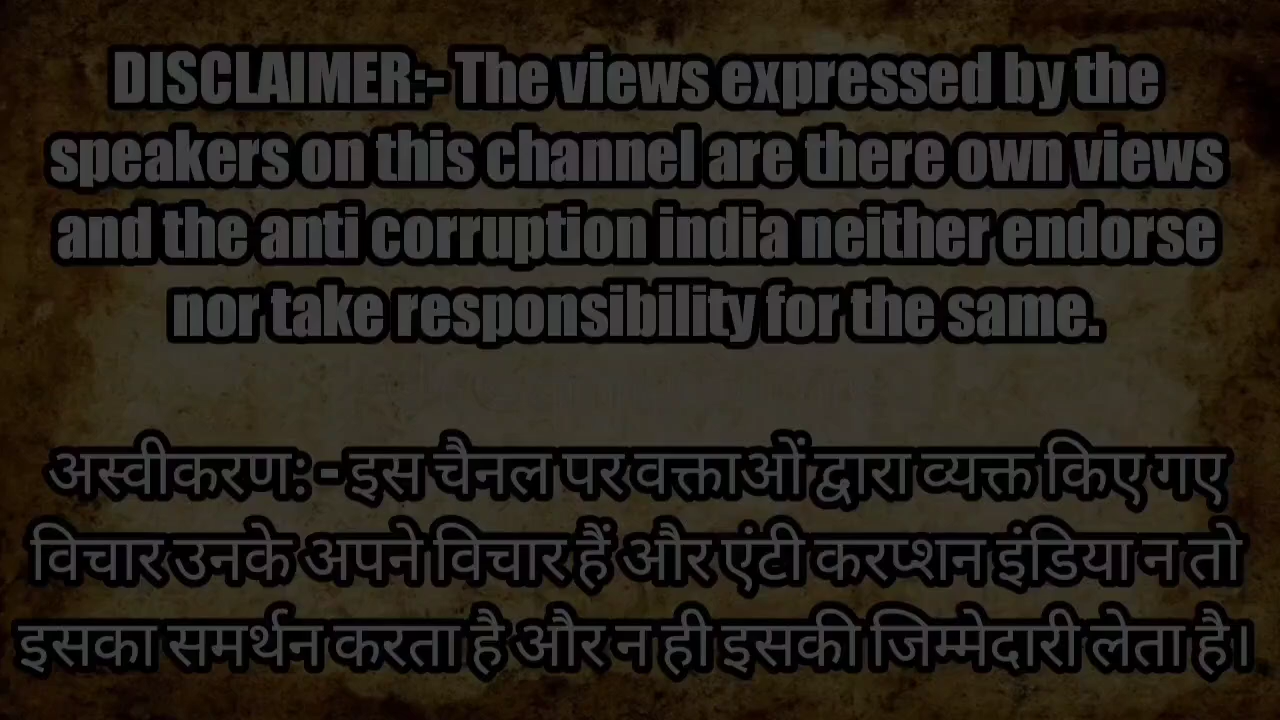 DISCLAIMER:- The views expressed by the
speakers on this channel are there own views
and the anti corruption india neither endorse
nor take responsibility for the same.
अस्वीकरण: - इस चैनल पर वक्ताओं द्वारा व्यक्त किए गए
विचार उनके अपने विचार हैं और एंटी करप्शन इंडिया न तो
इसका समर्थन करता है और न ही इसकी जिम्मेदारी लेता है।